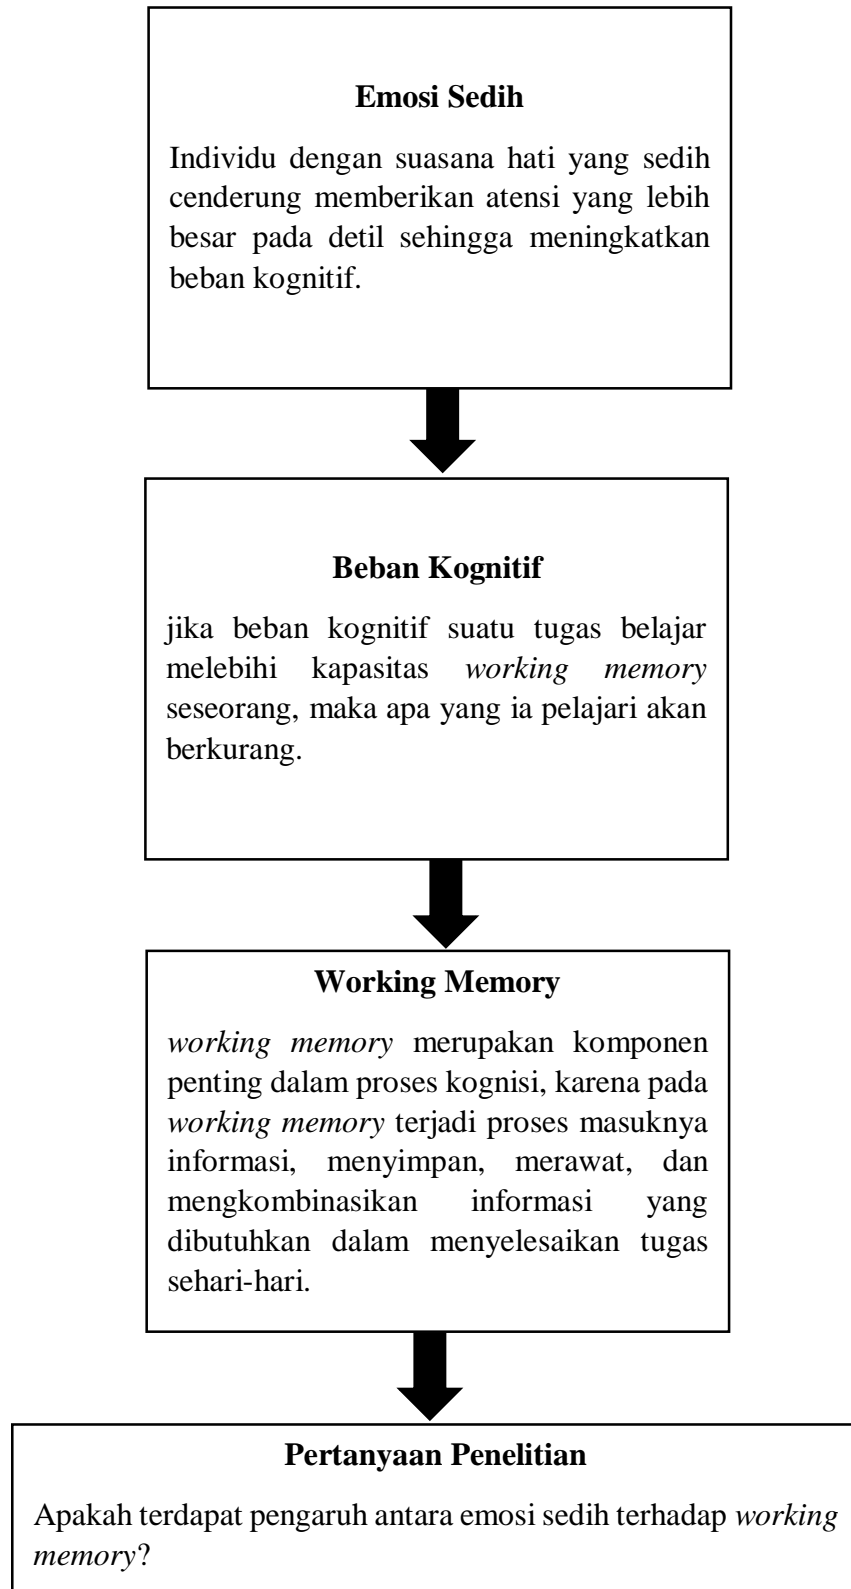 Emosi Sedih
Individu dengan suasana hati yang sedih
cenderung memberikan atensi yang lebih
besar pada detil sehingga meningkatkan
beban kognitif.
Beban Kognitif
jika beban kognitif suatu tugas belajar
melebihi kapasitas working memory
seseorang, maka apa yang ia pelajari akan
berkurang.
Working Memory
working memory merupakan komponen
penting dalam proses kognisi, karena pada
working memory terjadi proses masuknya
informasi, menyimpan, merawat, dan
mengkombinasikan informasi yang
dibutuhkan dalam menyelesaikan tugas
sehari-hari.
Pertanyaan Penelitian
Apakah terdapat pengaruh antara emosi sedih terhadap working
memory?